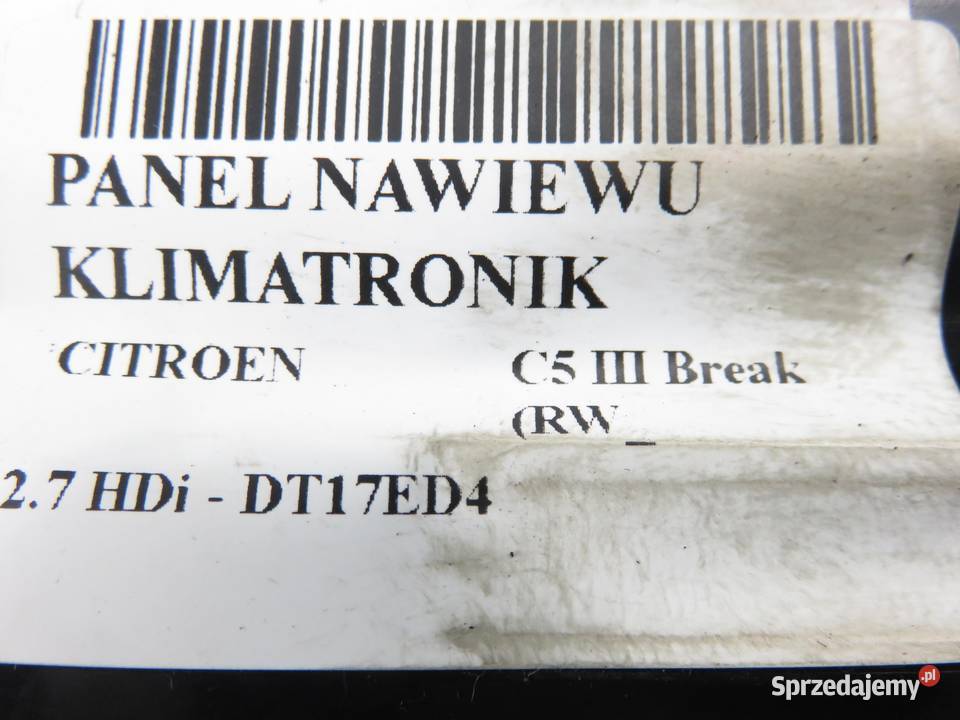 PANEL NAWIEWU
KLIMATRONIK
CITROEN C5 III Break
(RW_
2.7 HDi - DT17ED4
Sprzedajemy.pl